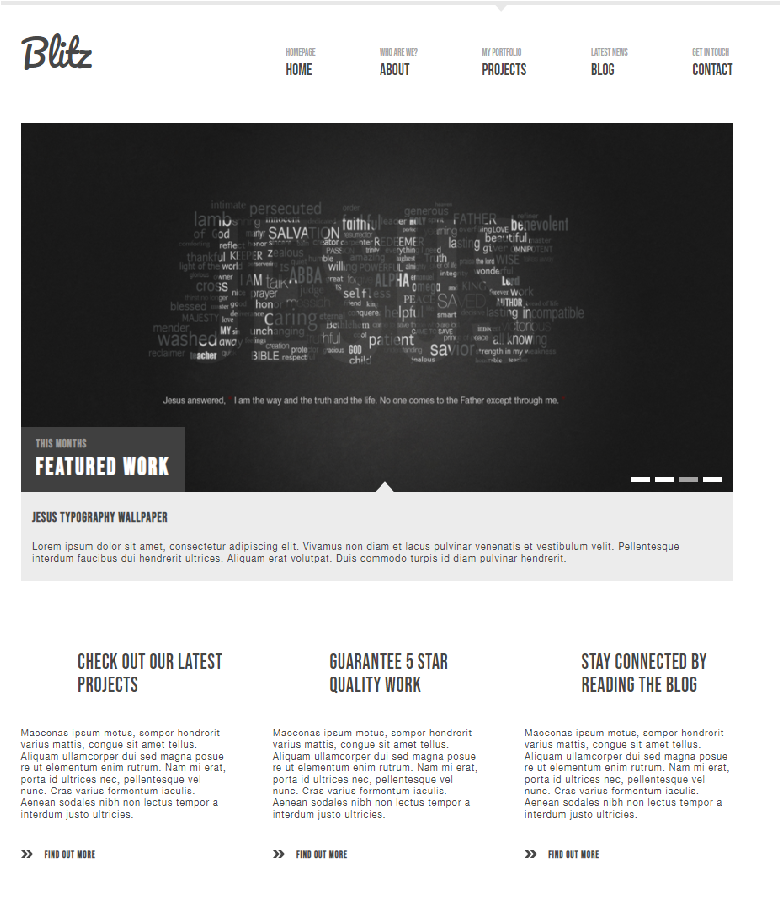 Blitz
HOMEPAGE
HOME
WHO ARE WE?
ABOUT
MY PORTFOLIO
PROJECTS
LATEST NEWS
BLOG
GET IN TOUCH
CONTACT
intimate persecuted generous
lamb faithful FATHER benevolent
of God SALVATION beautiful
REDEEMER lasting
thankful KEEPER zealous amazing truth WISE
light of the world willing POWERFUL wonderful
I AM ABBA ALPHA omega KING Lord
cross prayer judge selfless work
blessed honor PEACE SAVED AUTHOR
MAJESTY caring helpful lasting incompatible
mender MY unchanging
washed away patient all knowing
reclaimer teacher BIBLE respect GOD child savior strength in my weakness
Jesus answered, I am the way and the truth and the life. No one comes to the Father except through me.
THIS MONTHS
FEATURED WORK
JESUS TYPOGRAPHY WALLPAPER
Lorem ipsum dolor sit amet, consectetur adipiscing elit. Vivamus non diam et lacus pulvinar venenatis et vestibulum velit. Pellentesque
interdum faucibus dui hendrerit ultrices. Aliquam erat volutpat. Duis commodo turpis id diam pulvinar hendrerit.
CHECK OUT OUR LATEST
PROJECTS
Maecenas ipsum metus, semper hendrerit
varius mattis, congue sit amet tellus.
Aliquam ullamcorper dui sed magna posue
re ut elementum enim rutrum. Nam mi erat,
porta id ultrices nec, pellentesque vel
nunc. Cras varius fermentum iaculis.
Aenean sodales nibh non lectus tempor a
interdum justo ultricies.
FIND OUT MORE
GUARANTEE 5 STAR
QUALITY WORK
Maecenas ipsum metus, semper hendrerit
varius mattis, congue sit amet tellus.
Aliquam ullamcorper dui sed magna posue
re ut elementum enim rutrum. Nam mi erat,
porta id ultrices nec, pellentesque vel
nunc. Cras varius fermentum iaculis.
Aenean sodales nibh non lectus tempor a
interdum justo ultricies.
FIND OUT MORE
STAY CONNECTED BY
READING THE BLOG
Maecenas ipsum metus, semper hendrerit
varius mattis, congue sit amet tellus.
Aliquam ullamcorper dui sed magna posue
re ut elementum enim rutrum. Nam mi erat,
porta id ultrices nec, pellentesque vel
nunc. Cras varius fermentum iaculis.
Aenean sodales nibh non lectus tempor a
interdum justo ultricies.
FIND OUT MORE